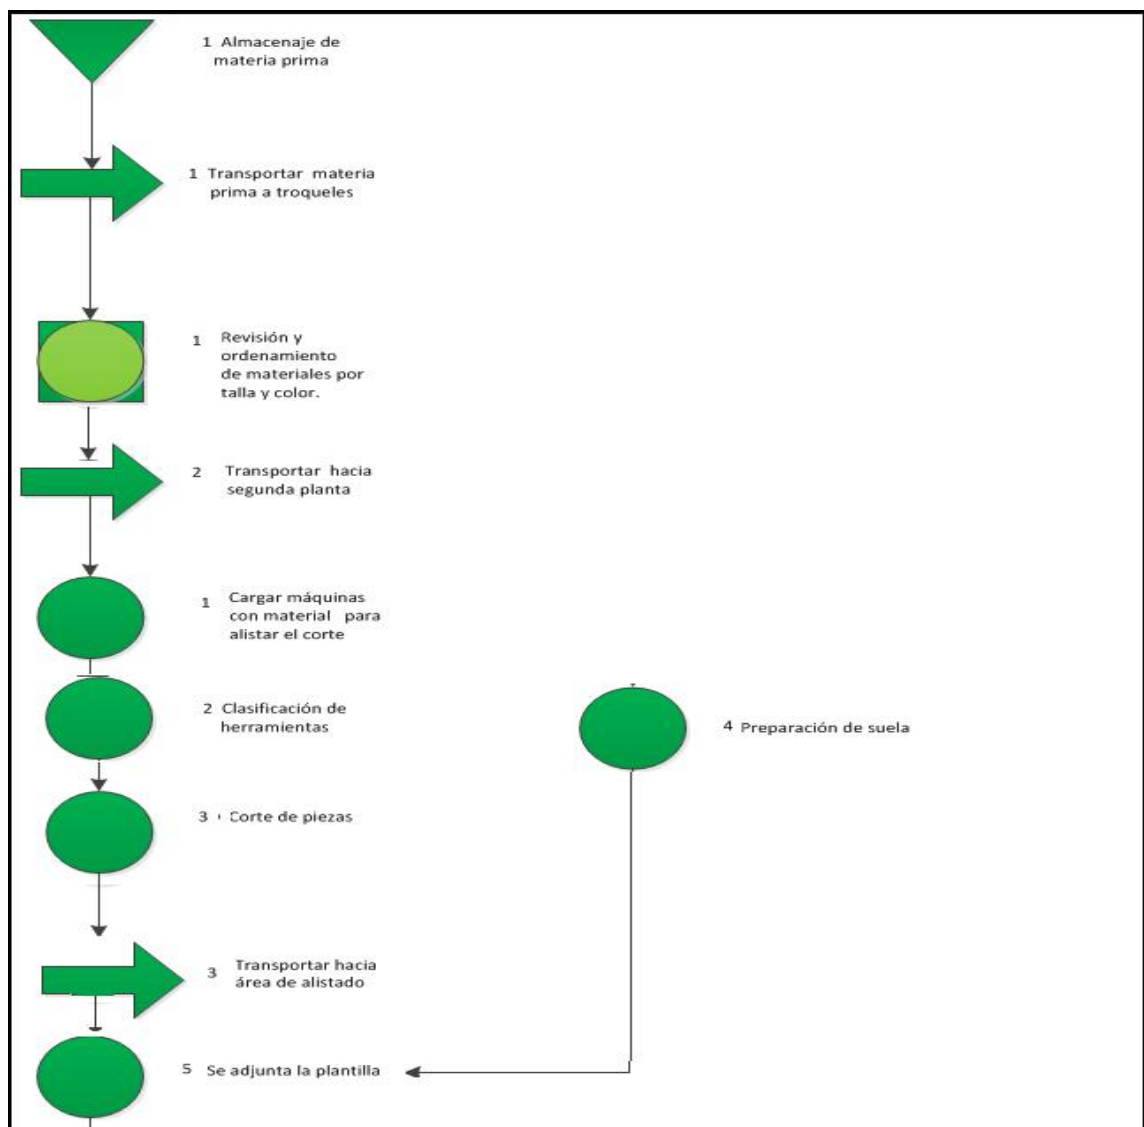 1 Almacenaje de
materia prima
1 Transportar materia
prima a troqueles
1 Revisión y
ordenamiento
de materiales por
talla y color.
2 Transportar hacia
segunda planta
1 Cargar máquinas
con material para
alistar el corte
2 Clasificación de
herramientas
4 Preparación de suela
3 Corte de piezas
3 Transportar hacia
área de alistado
5 Se adjunta la plantilla